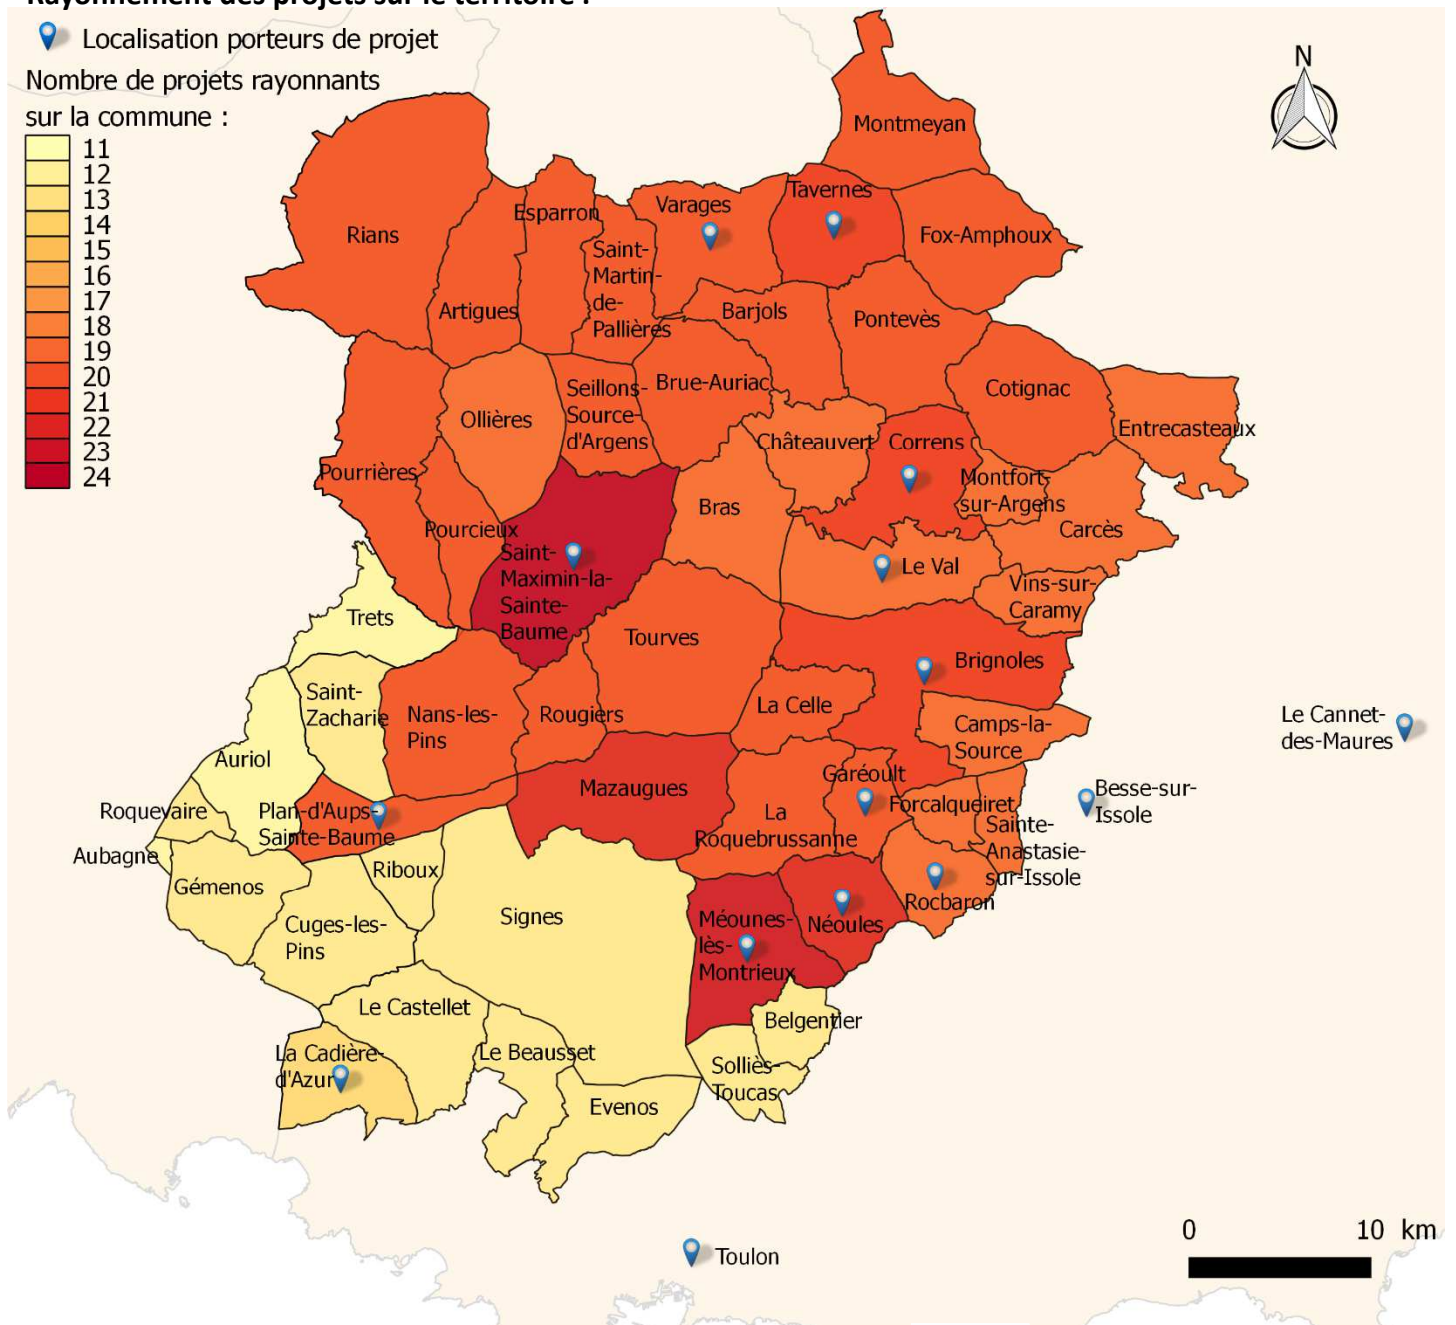 Rayonnement des projets sur le territoire :
Localisation porteurs de projet
Nombre de projets rayonnants
sur la commune :
11
12
13
14
15
16
17
18
19
20
21
22
23
24
N
Montmeyan
Tavernes
Varages
Esparron
Rians
Fox-Amphoux
Saint-
Martin-
de-
Pallières
Artigues
Barjols
Pontevès
Brue-Auriac
Cotignac
Seillons-
Source-
d'Argens
Ollières
Châteauvert
Correns
Entrecasteaux
Pourrières
Montfort-
sur-Argens
Bras
Carcès
Pourcieux
Saint-
Maximin-la-
Sainte-
Baume
Le Val
Vins-sur-
Caramy
Trets
Tourves
Brignoles
Saint-
Zacharie
Nans-les-
Pins
Rougiers
La Celle
Camps-la-
Source
Le Cannet-
des-Maures
Auriol
Mazaugues
Garéoult
Besse-sur-
Issole
Roquevaire
Plan-d'Aups-
Sainte-Baume
La
Roquebrussanne
Forcalqueiret
Sainte-
Anastasie-
sur-Issole
Aubagne
Riboux
Gémenos
Rocbaron
Signes
Cuges-les-
Pins
Méounes-
lès-
Montrieux
Néoules
Le Castellet
Belgentier
La Cadière-
d'Azur
Le Beausset
Solliès-
Toucas
Evenos
Toulon
0 10 km